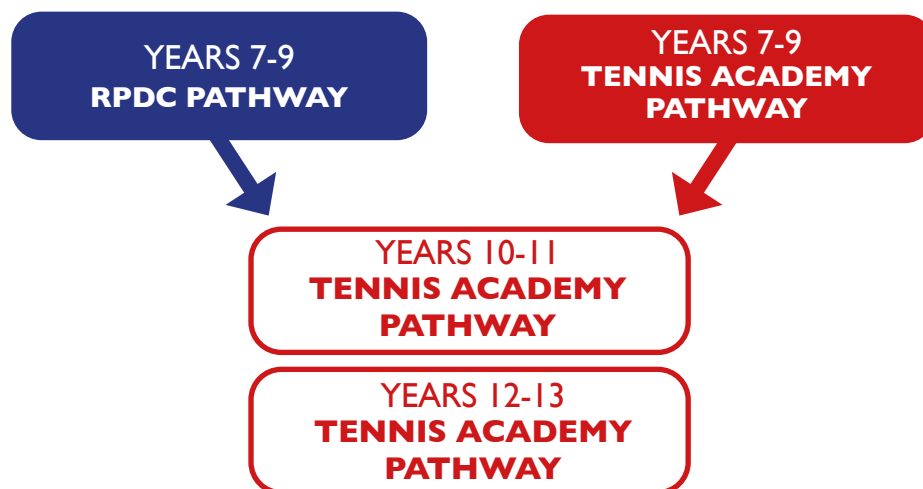 YEARS 7-9
RPDC PATHWAY
YEARS 7-9
TENNIS ACADEMY
PATHWAY
YEARS 10-11
TENNIS ACADEMY
PATHWAY
YEARS 12-13
TENNIS ACADEMY
PATHWAY